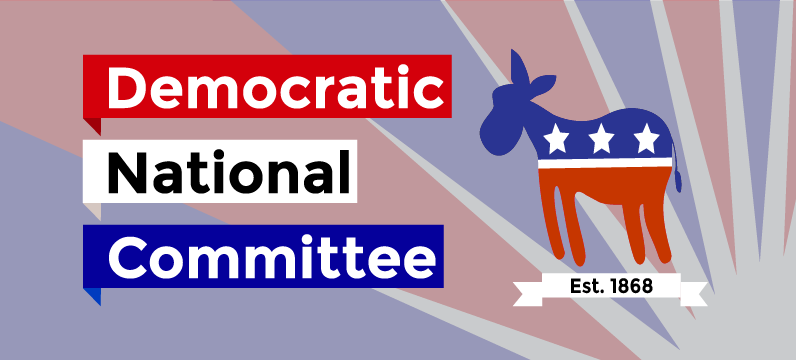 Democratic
National
Committee
Est. 1868